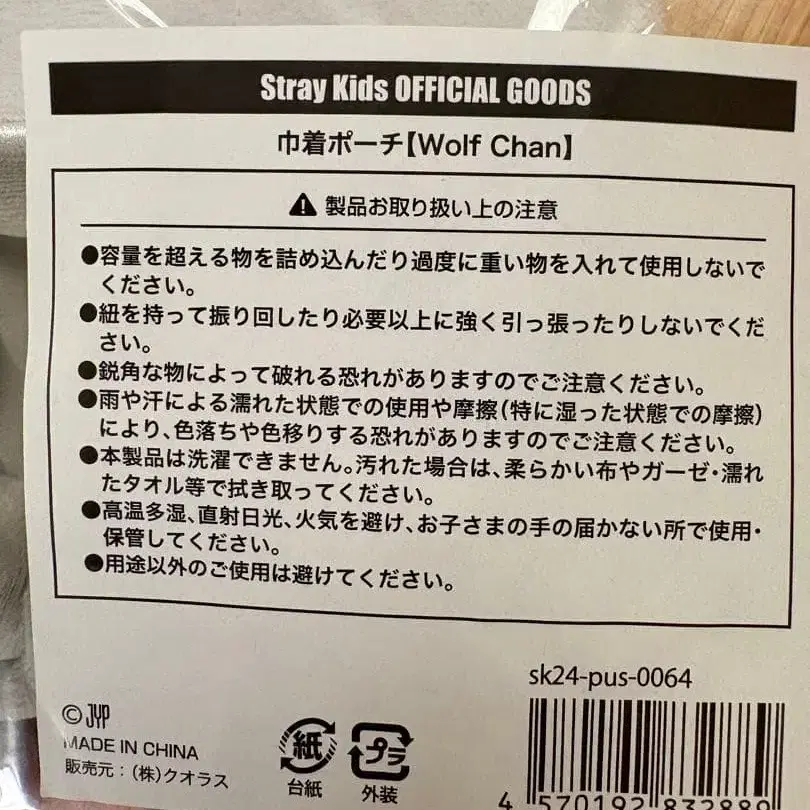 Stray Kids OFFICIAL GOODS
巾着ポーチ【Wolf Chan】
製品お取り扱い上の注意
●容量を超える物を詰め込んだり過度に重い物を入れて使用しないで
ください。
●紐を持って振り回したり必要以上に強く引っ張ったりしないでくだ
さい。
●鋭角な物によって破れる恐れがありますのでご注意ください。
●雨や汗による濡れた状態での使用や摩擦(特に湿った状態での摩擦)
により、色落ちや色移りする恐れがありますのでご注意ください。
●本製品は洗濯できません。汚れた場合は、柔らかい布やガーゼ・濡れ
たタオル等で拭き取ってください。
●高温多湿、直射日光、火気を避け、お子さまの手の届かない所で使用・
保管してください。
●用途以外のご使用は避けてください。
sk24-pus-0064
© JYP
MADE IN CHINA
販売元：(株)クオラス
紙
台紙
プラ
外装
4 570192 832880